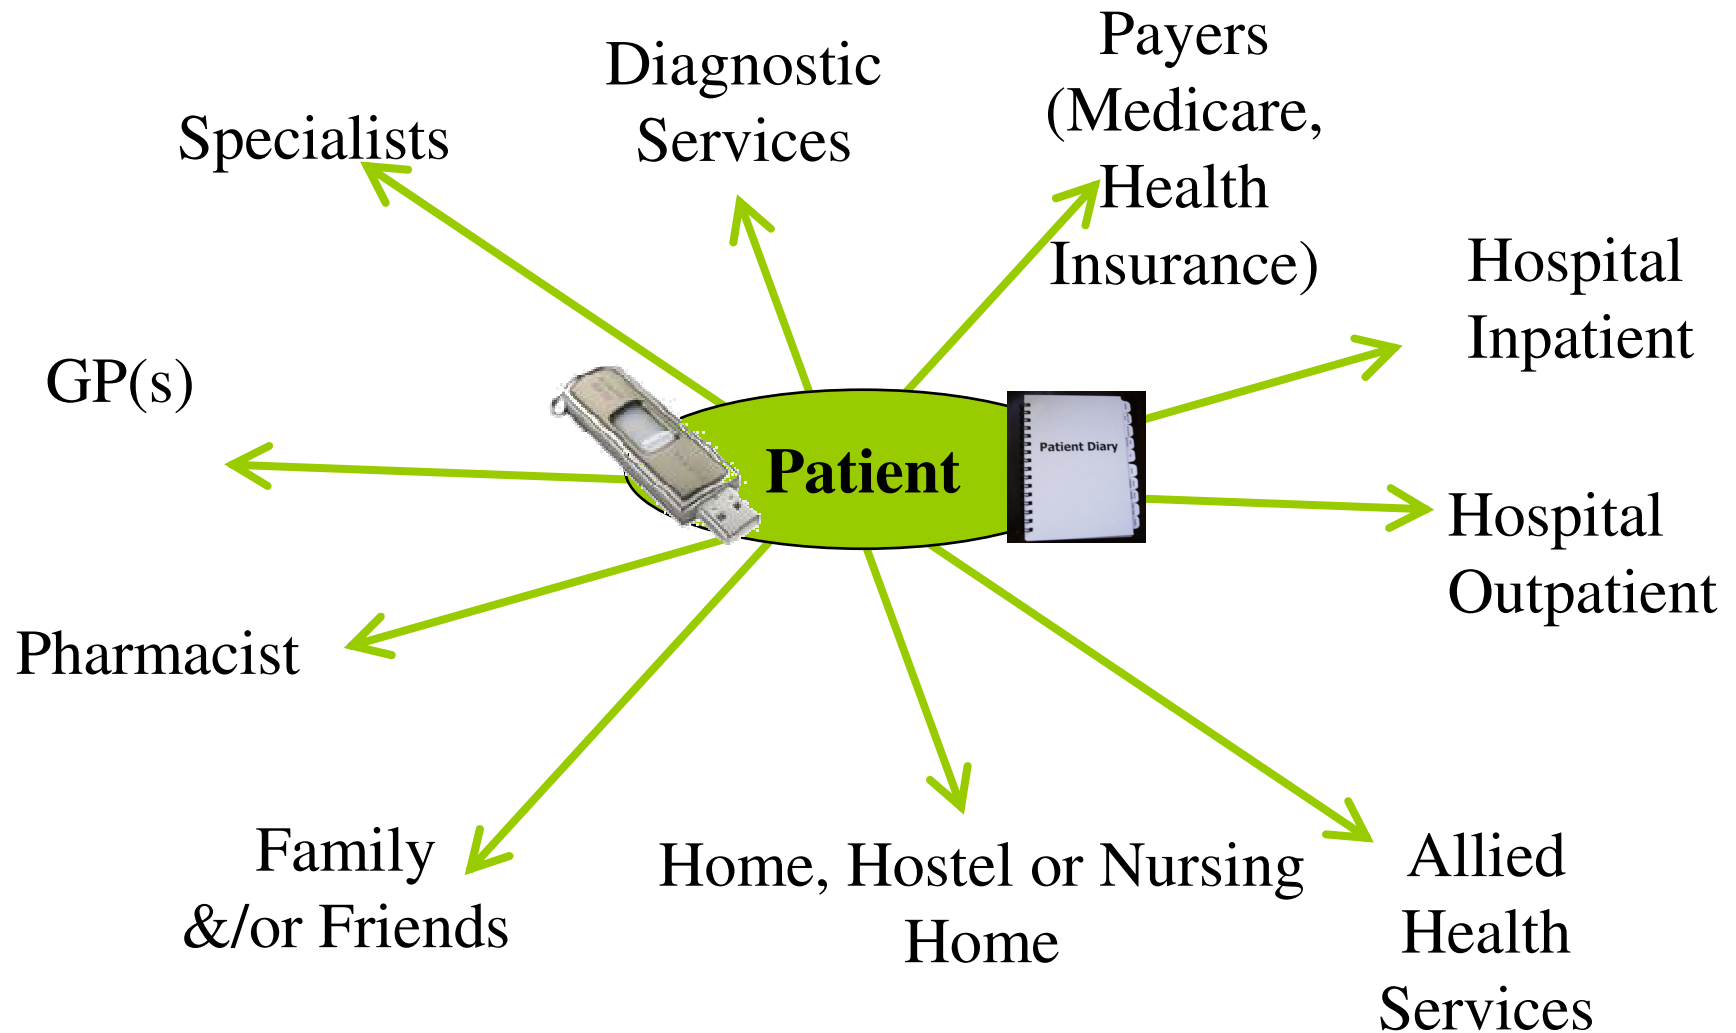 Payers
(Medicare,
Health
Insurance)
Diagnostic
Services
Specialists
Hospital
Inpatient
GP(s)
Patient
Patient Diary
Hospital
Outpatient
Pharmacist
Family
&/or Friends
Home, Hostel or Nursing
Home
Allied
Health
Services